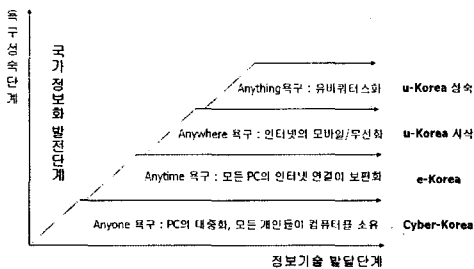 욕구성숙단계
국가 정보화 발전단계
Anything욕구 : 유비쿼터스화 u-Korea 성숙
Anywhere 욕구 : 인터넷의 모바일/무선화 u-Korea 시작
Anytime 욕구 : 모든 PC의 인터넷 연결이 보편화 e-Korea
Anyone 욕구 : PC의 대중화, 모든 개인들이 컴퓨터를 소유 Cyber-Korea
정보기술 발달단계